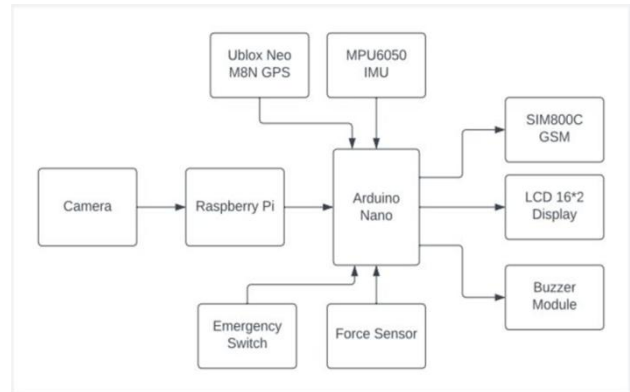 Ublox Neo
M8N GPS
MPU6050
IMU
SIM800C
GSM
Camera
Raspberry Pi
Arduino
Nano
LCD 16*2
Display
Buzzer
Module
Emergency
Switch
Force Sensor